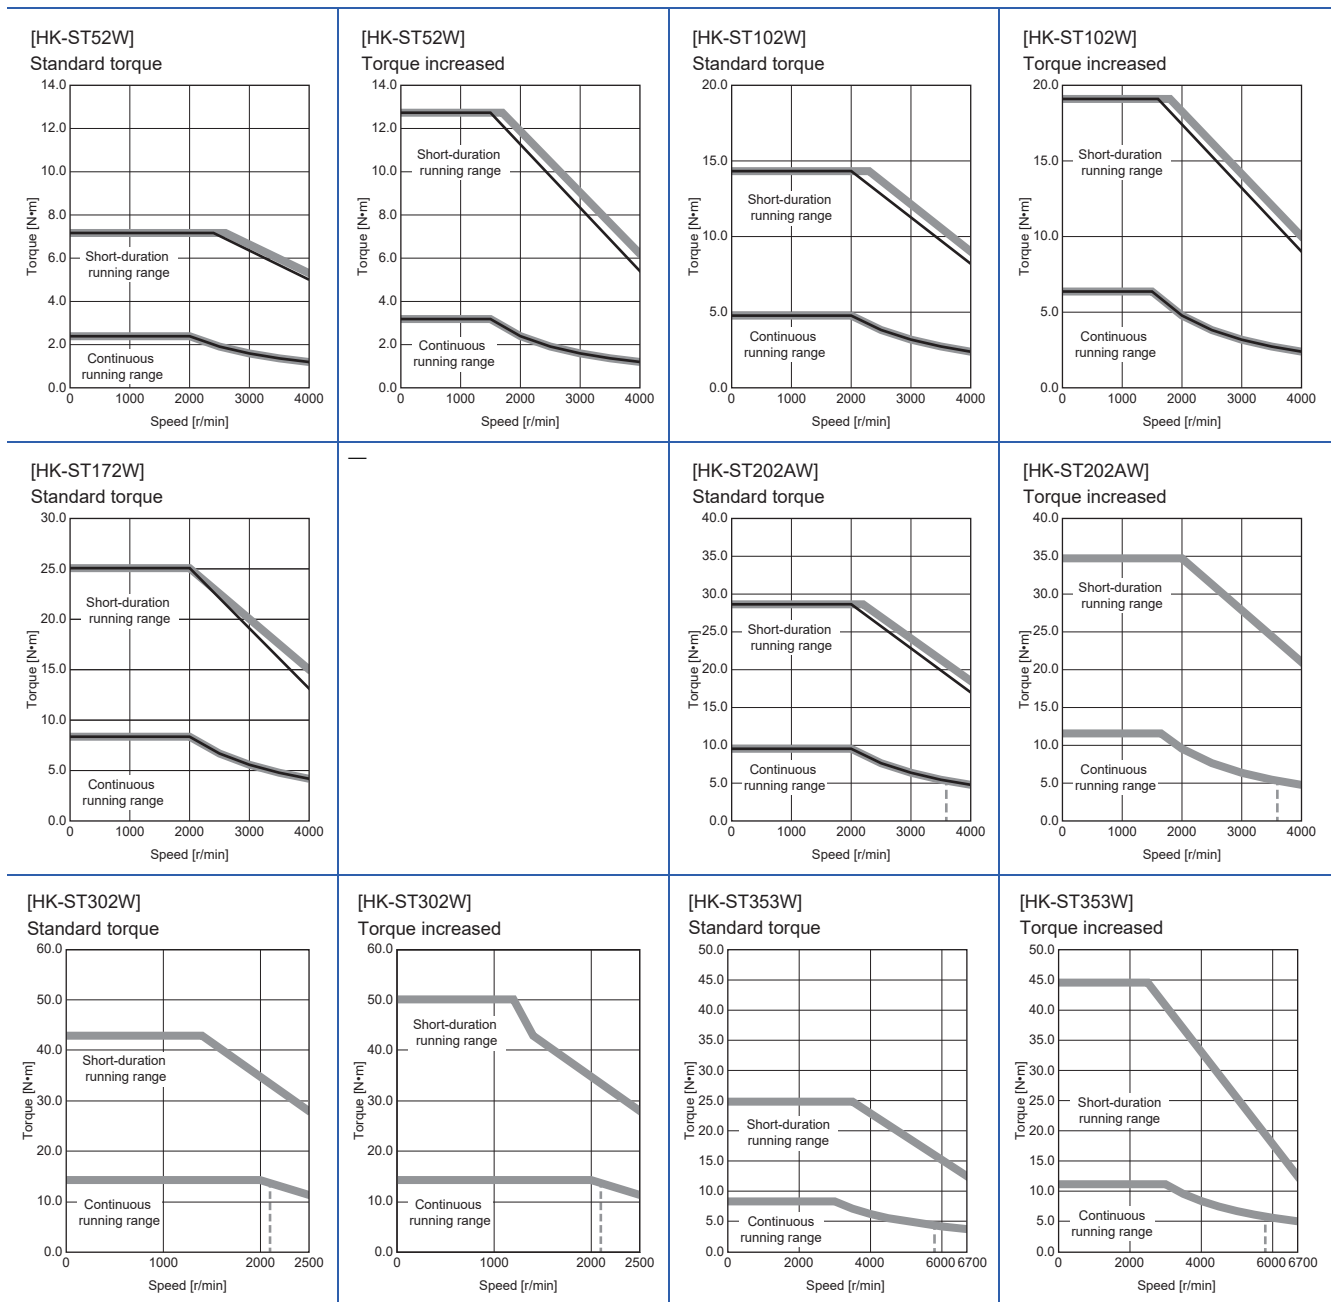 [HK-ST52W]
Standard torque
14.0
12.0
10.0
8.0
6.0
4.0
2.0
0.0
Torque [N•m]
Short-duration
running range
Continuous
running range
0 1000 2000 3000 4000
Speed [r/min]
[HK-ST52W]
Torque increased
14.0
12.0
10.0
8.0
6.0
4.0
2.0
0.0
Torque [N•m]
Short-duration
running range
Continuous
running range
0 1000 2000 3000 4000
Speed [r/min]
[HK-ST102W]
Standard torque
20.0
15.0
10.0
5.0
0.0
Torque [N•m]
Short-duration
running range
Continuous
running range
0 1000 2000 3000 4000
Speed [r/min]
[HK-ST102W]
Torque increased
20.0
15.0
10.0
5.0
0.0
Torque [N•m]
Short-duration
running range
Continuous
running range
0 1000 2000 3000 4000
Speed [r/min]
[HK-ST172W]
Standard torque
30.0
25.0
20.0
15.0
10.0
5.0
0.0
Torque [N•m]
Short-duration
running range
Continuous
running range
0 1000 2000 3000 4000
Speed [r/min]
—
[HK-ST202AW]
Standard torque
40.0
35.0
30.0
25.0
20.0
15.0
10.0
5.0
0.0
Torque [N•m]
Short-duration
running range
Continuous
running range
0 1000 2000 3000 4000
Speed [r/min]
[HK-ST202AW]
Torque increased
40.0
35.0
30.0
25.0
20.0
15.0
10.0
5.0
0.0
Torque [N•m]
Short-duration
running range
Continuous
running range
0 1000 2000 3000 4000
Speed [r/min]
[HK-ST302W]
Standard torque
60.0
50.0
40.0
30.0
20.0
10.0
0.0
Torque [N•m]
Short-duration
running range
Continuous
running range
0 1000 2000 2500
Speed [r/min]
[HK-ST302W]
Torque increased
60.0
50.0
40.0
30.0
20.0
10.0
0.0
Torque [N•m]
Short-duration
running range
Continuous
running range
0 1000 2000 2500
Speed [r/min]
[HK-ST353W]
Standard torque
50.0
45.0
40.0
35.0
30.0
25.0
20.0
15.0
10.0
5.0
0.0
Torque [N•m]
Short-duration
running range
Continuous
running range
0 2000 4000 6000 6700
Speed [r/min]
[HK-ST353W]
Torque increased
50.0
45.0
40.0
35.0
30.0
25.0
20.0
15.0
10.0
5.0
0.0
Torque [N•m]
Short-duration
running range
Continuous
running range
0 2000 4000 6000 6700
Speed [r/min]